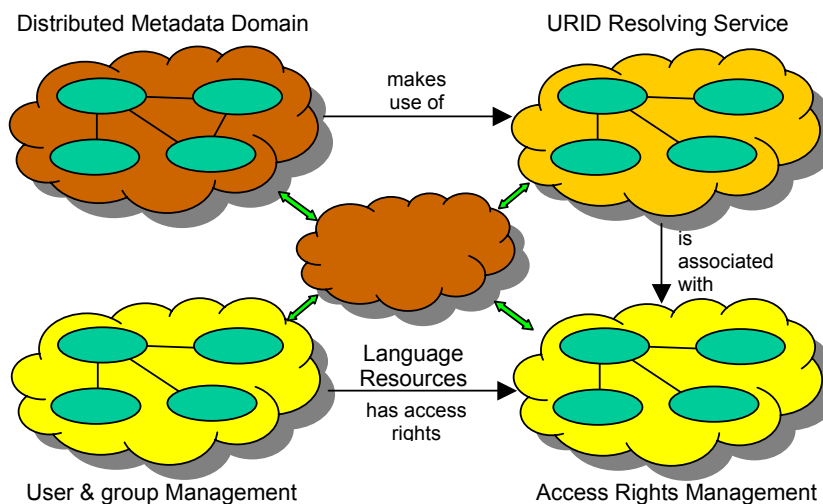 Distributed Metadata Domain
URID Resolving Service
makes
use of
is
associated
with
Language
Resources
has access
rights
User & group Management
Access Rights Management